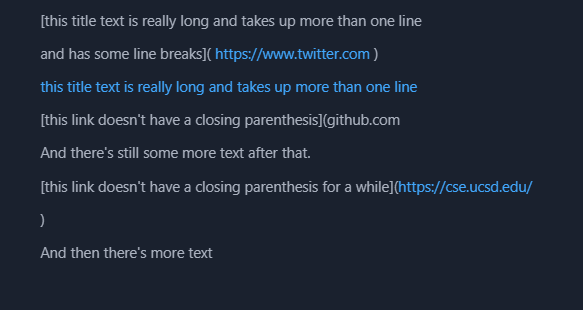 [this title text is really long and takes up more than one line
and has some line breaks]( https://www.twitter.com )
this title text is really long and takes up more than one line
[this link doesn't have a closing parenthesis](github.com
And there's still some more text after that.
[this link doesn't have a closing parenthesis for a while](https://cse.ucsd.edu/
)
And then there's more text